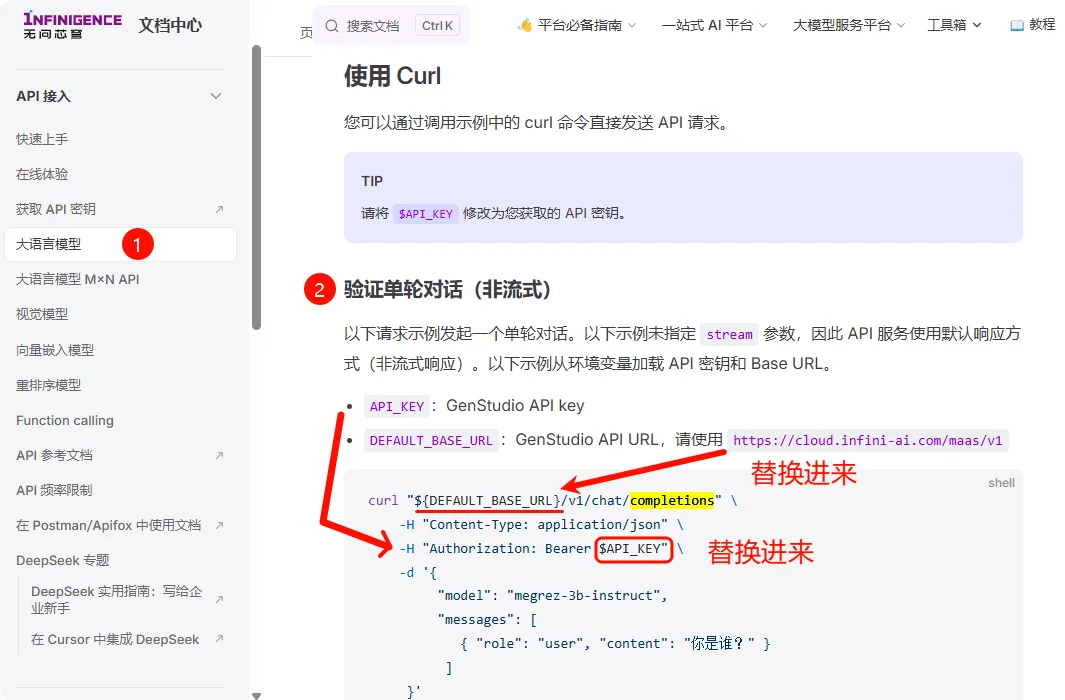 INFINIGENCE
无问芯穹
文档中心
页
搜索文档
Ctrl K
平台必备指南
一站式 AI 平台
大模型服务平台
工具箱
教程
API 接入
快速上手
在线体验
获取 API 密钥
大语言模型
1
大语言模型 M×N API
视觉模型
向量嵌入模型
重排序模型
Function calling
API 参考文档
API 频率限制
在 Postman/Apifox 中使用文档
DeepSeek 专题
DeepSeek 实用指南：写给企
业新手
在 Cursor 中集成 DeepSeek
使用 Curl
您可以通过调用示例中的 curl 命令直接发送 API 请求。
TIP
请将 $API_KEY 修改为您获取的 API 密钥。
2
验证单轮对话（非流式）
以下请求示例发起一个单轮对话。以下示例未指定 stream 参数，因此 API 服务使用默认响应方
式（非流式响应）。以下示例从环境变量加载 API 密钥和 Base URL。
• API_KEY：GenStudio API key
• DEFAULT_BASE_URL：GenStudio API URL，请使用 https://cloud.infini-ai.com/maas/v1
替换进来
shell
curl "${DEFAULT_BASE_URL}/v1/chat/completions" \
-H "Content-Type: application/json" \
-H "Authorization: Bearer $API_KEY" \
替换进来
-d '{
"model": "megrez-3b-instruct",
"messages": [
{ "role": "user", "content": "你是谁？" }
]
}'